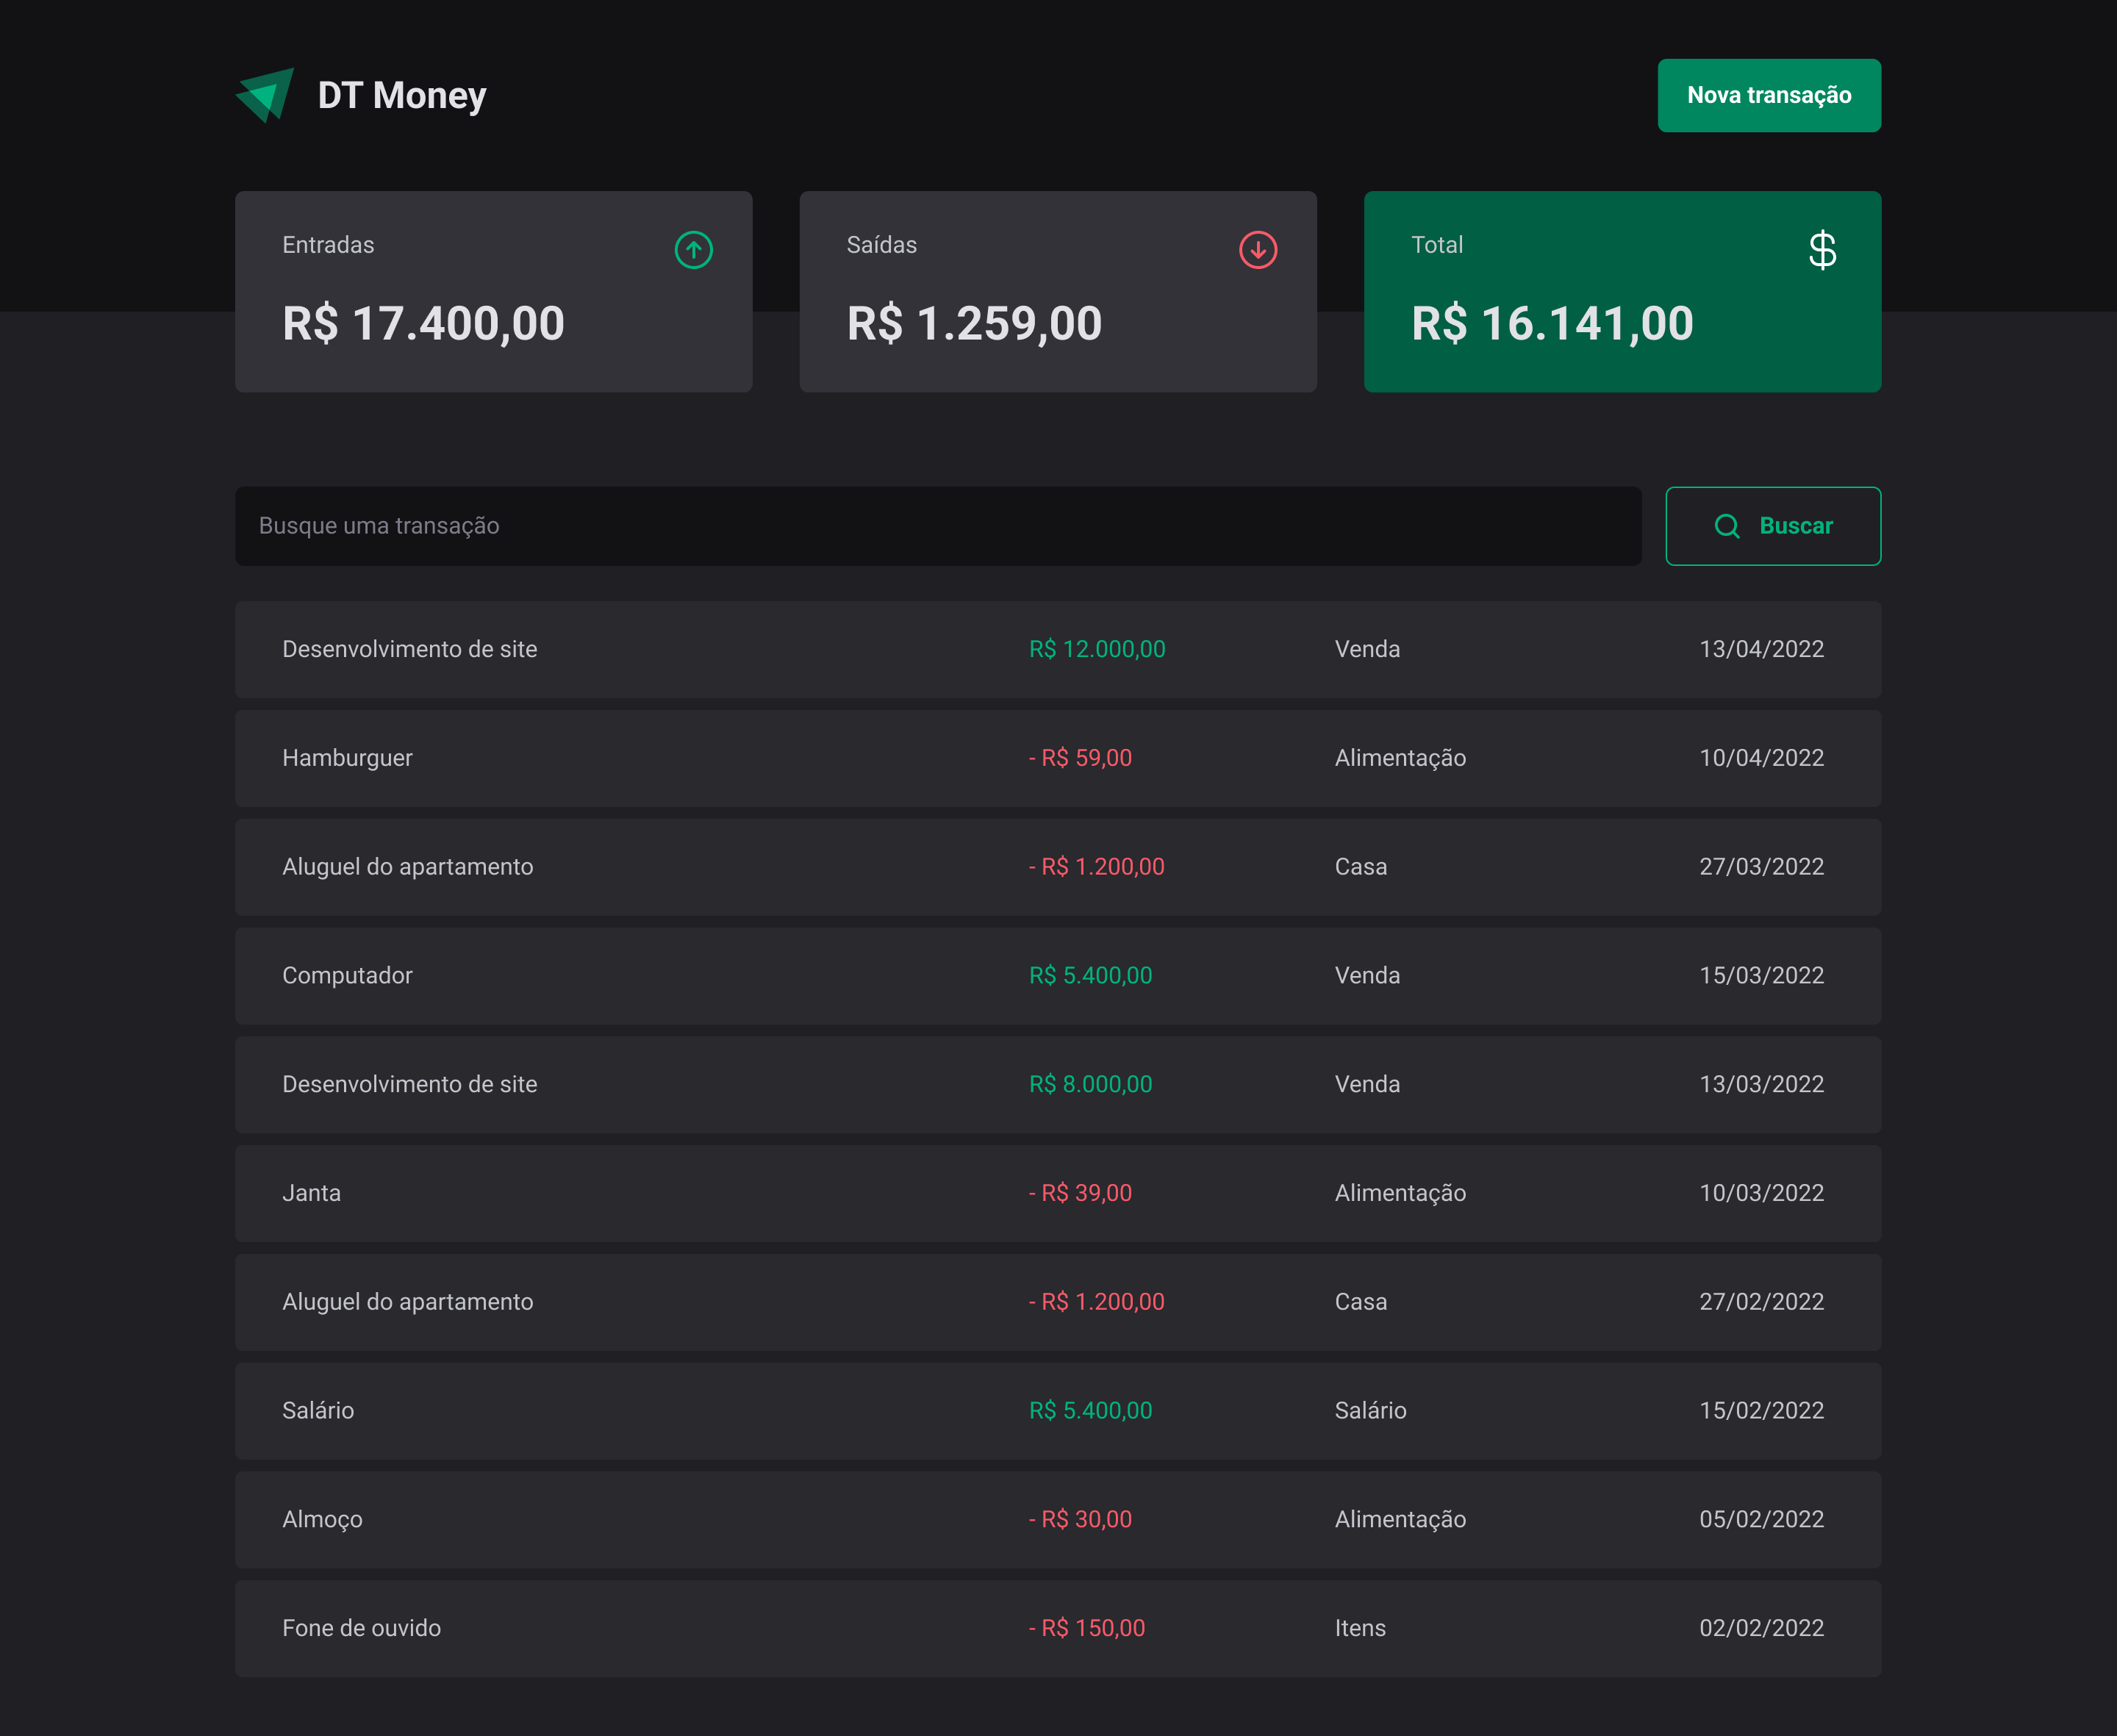 DT Money
Nova transação
Entradas
R$ 17.400,00
Saídas
R$ 1.259,00
Total
$
R$ 16.141,00
Busque uma transação
Buscar
Desenvolvimento de site R$ 12.000,00 Venda 13/04/2022
Hamburguer - R$ 59,00 Alimentação 10/04/2022
Aluguel do apartamento - R$ 1.200,00 Casa 27/03/2022
Computador R$ 5.400,00 Venda 15/03/2022
Desenvolvimento de site R$ 8.000,00 Venda 13/03/2022
Janta - R$ 39,00 Alimentação 10/03/2022
Aluguel do apartamento - R$ 1.200,00 Casa 27/02/2022
Salário R$ 5.400,00 Salário 15/02/2022
Almoço - R$ 30,00 Alimentação 05/02/2022
Fone de ouvido - R$ 150,00 Itens 02/02/2022